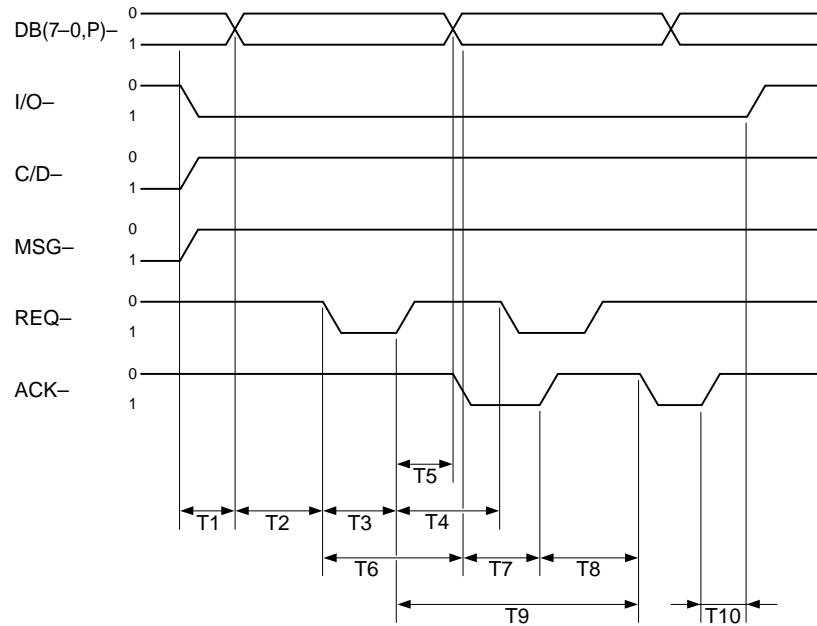 DB(7–0,P)–
0
1
I/O–
0
1
C/D–
0
1
MSG–
0
1
REQ–
0
1
ACK–
0
1
T5
T1 T2 T3 T4
T6 T7 T8
T9 T10